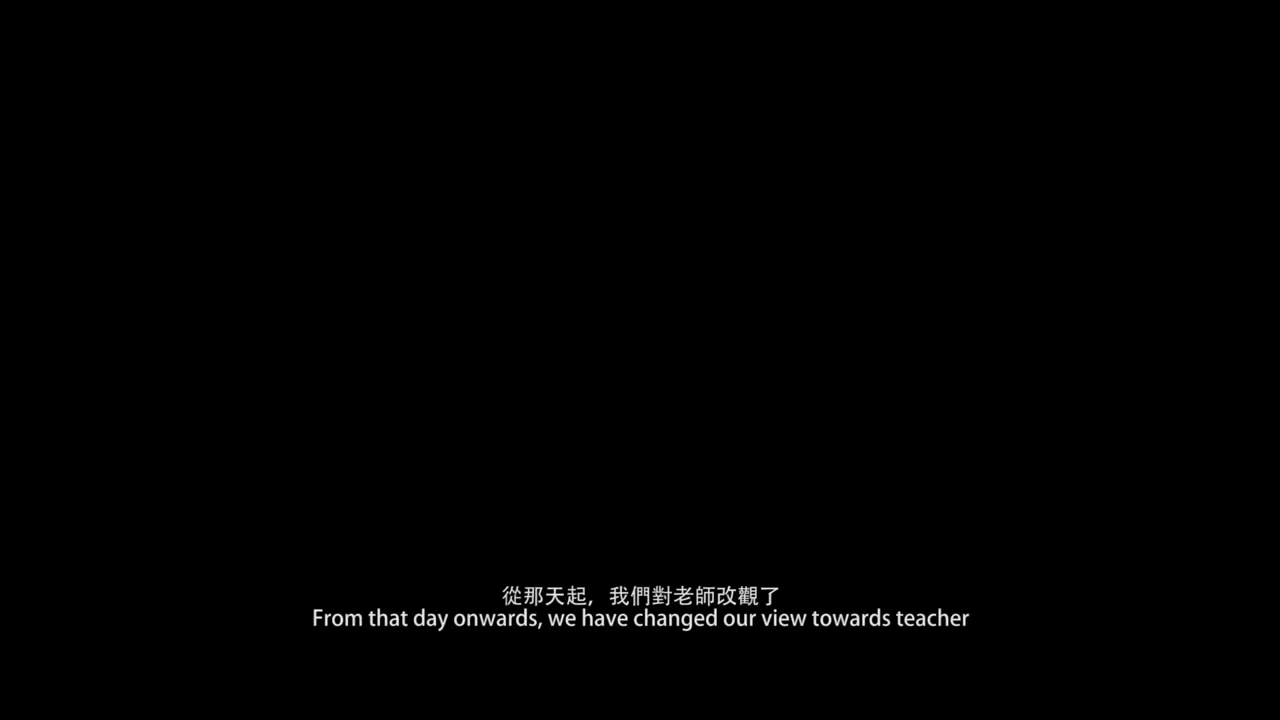 從那天起，我們對老師改觀了
From that day onwards, we have changed our view towards teacher